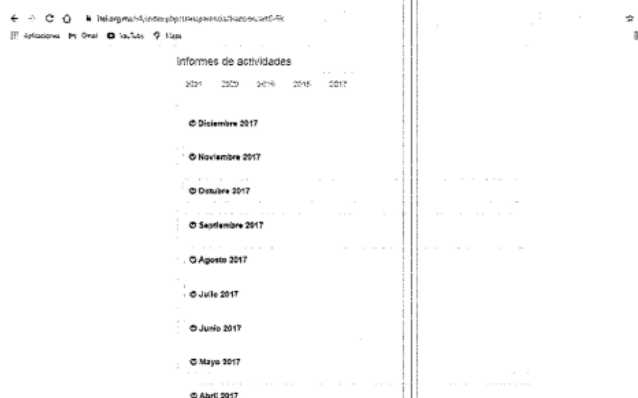 Aplicaciones Gmail YouTube Maps
Informes de actividades
2017
Diciembre 2017
Noviembre 2017
Octubre 2017
Septiembre 2017
Agosto 2017
Julio 2017
Junio 2017
Mayo 2017
Abril 2017